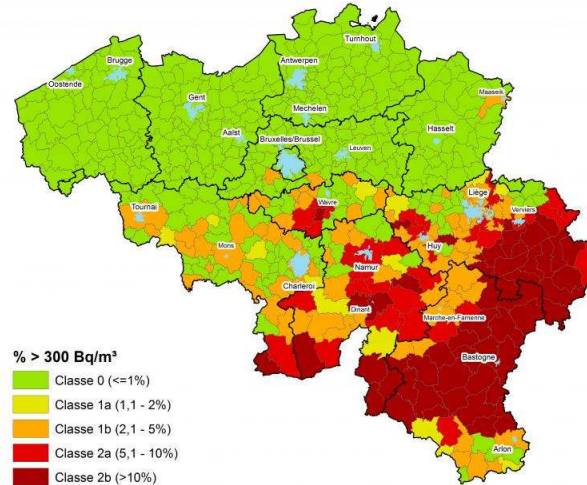 Turnhout
Brugge
Antwerpen
Oostende
Maaseik
Gent
Mechelen
Aalst
Hasselt
Bruxelles/Brussel
Leuven
Liège
Wavre
Tournai
Verviers
Mons
Huy
Namur
Charleroi
Dinant
Marche-en-Famenne
Bastogne
Arlon
% > 300 Bq/m³
Classe 0 (<=1%)
Classe 1a (1,1 - 2%)
Classe 1b (2,1 - 5%)
Classe 2a (5,1 - 10%)
Classe 2b (>10%)